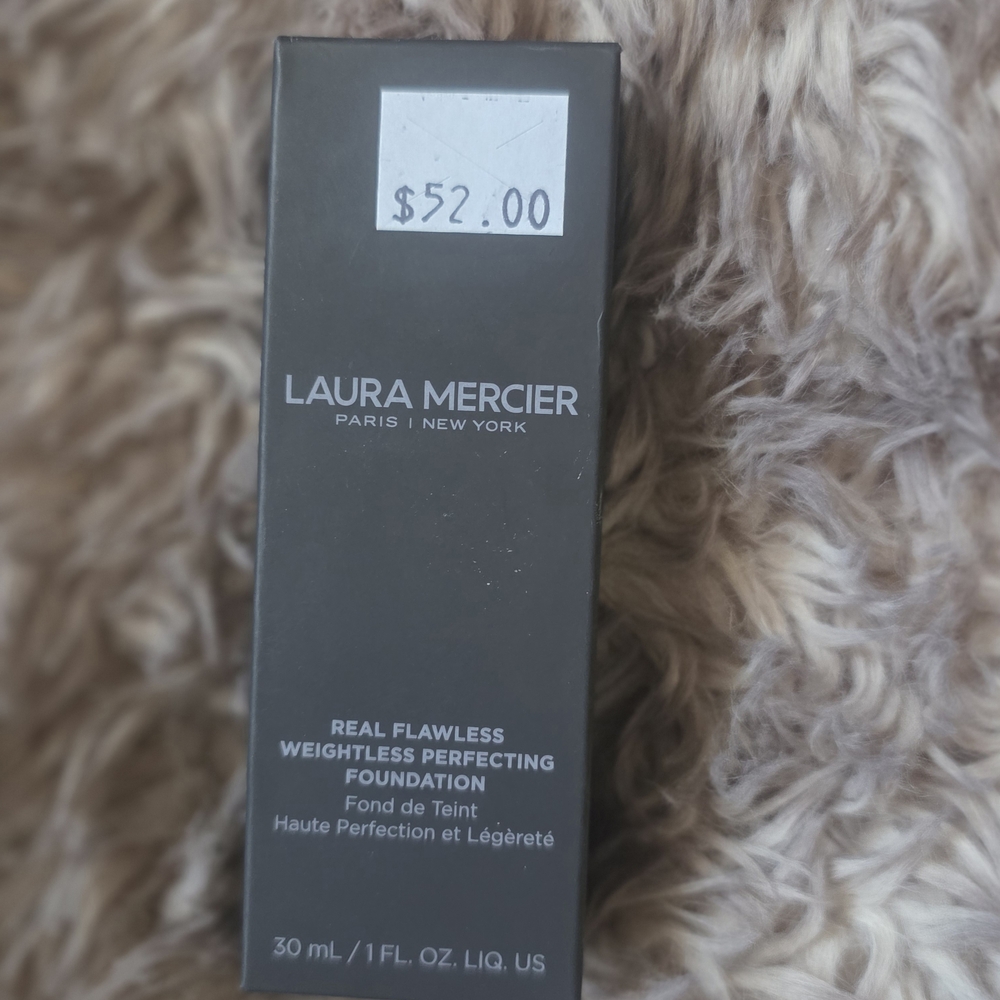 $52.00
LAURA MERCIER
PARIS | NEW YORK
REAL FLAWLESS
WEIGHTLESS PERFECTING
FOUNDATION
Fond de Teint
Haute Perfection et Légèreté
30 mL / 1 FL. OZ. LIQ. US